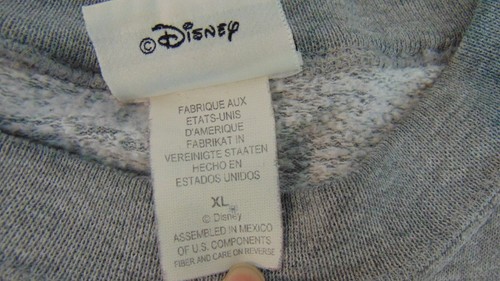 ©Disney
FABRIQUE AUX
ETATS-UNIS
D'AMERIQUE
FABRIKAT IN
VEREINIGTE STAATEN
HECHO EN
ESTADOS UNIDOS
XL
© Disney
ASSEMBLED IN MEXICO
OF U.S. COMPONENTS
FIBER AND CARE ON REVERSE